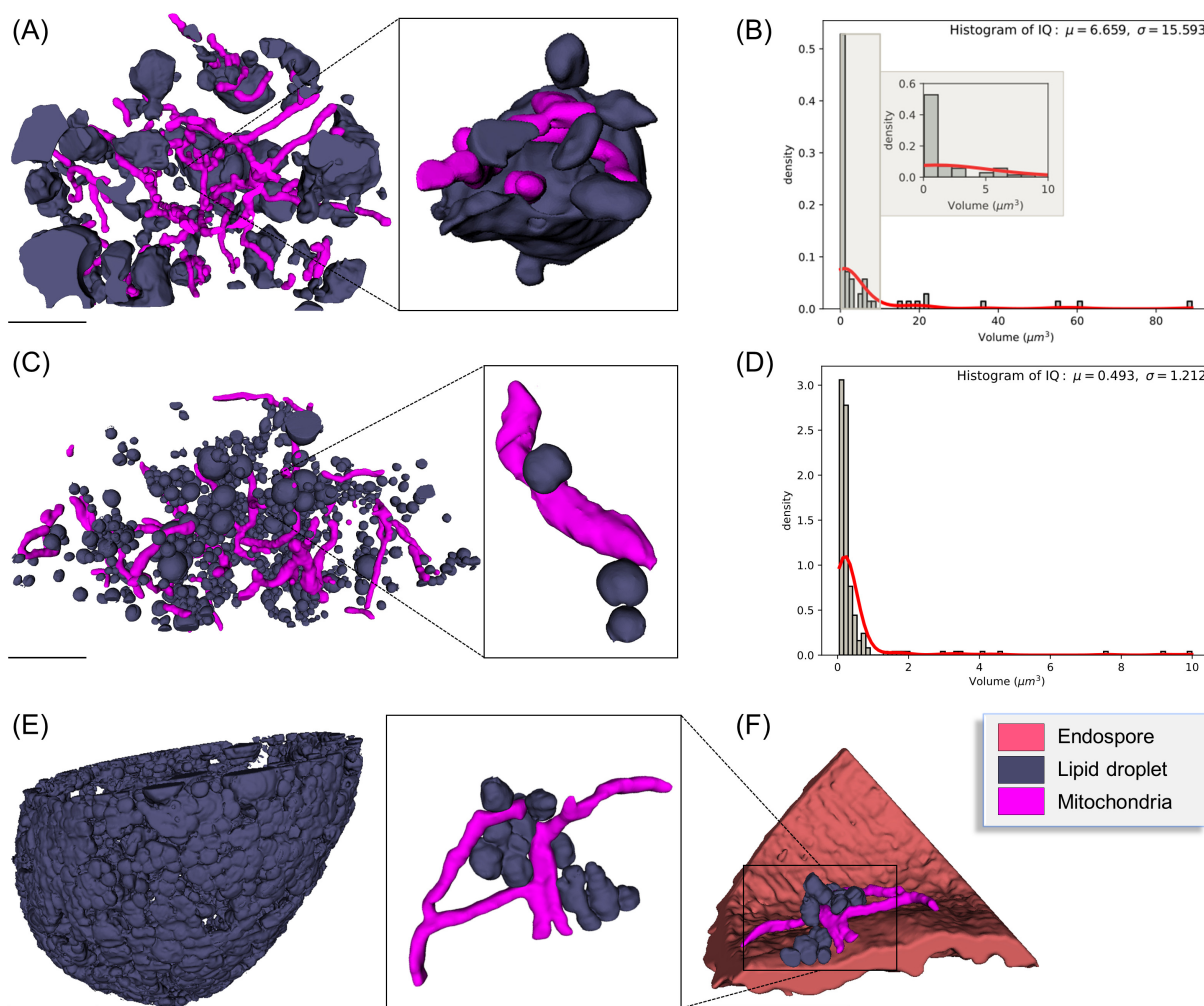 (A)
(B)
Histogram of IQ : μ = 6.659, σ = 15.593
0.5
0.4
0.3
0.2
0.1
0.0
density
0.6
0.4
0.2
0.0
density
0
5
10
Volume (μm³)
0
20
40
60
80
Volume (μm³)
(C)
(D)
Histogram of IQ : μ = 0.493, σ = 1.212
3.0
2.5
2.0
1.5
1.0
0.5
0.0
density
0
2
4
6
8
10
Volume (μm³)
(E)
(F)
Endospore
Lipid droplet
Mitochondria